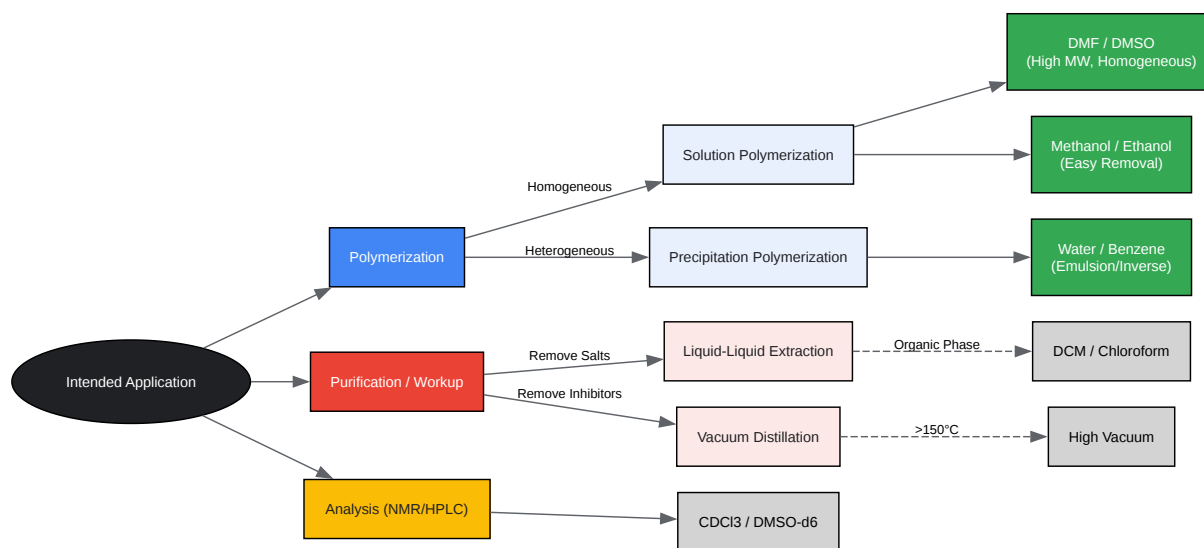 DMF / DMSO
(High MW, Homogeneous)
Solution Polymerization
Methanol / Ethanol
(Easy Removal)
Homogeneous
Polymerization
Heterogeneous
Precipitation Polymerization
Water / Benzene
(Emulsion/Inverse)
Intended Application
Purification / Workup
Remove Salts
Liquid-Liquid Extraction
Organic Phase
DCM / Chloroform
Remove Inhibitors
Vacuum Distillation
>150°C
High Vacuum
Analysis (NMR/HPLC)
CDCl3 / DMSO-d6